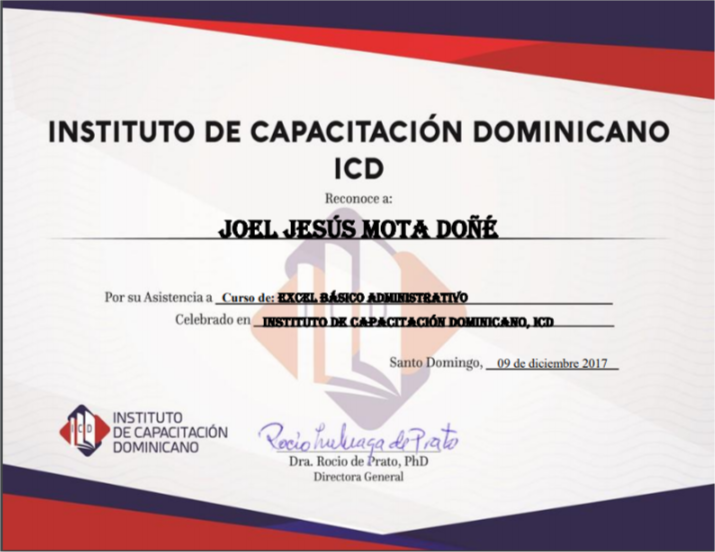 INSTITUTO DE CAPACITACIÓN DOMINICANO
ICD
Reconoce a:
JOEL JESÚS MOTA DOÑÉ
Por su Asistencia a Curso de: EXCEL BÁSICO ADMINISTRATIVO
Celebrado en INSTITUTO DE CAPACITACIÓN DOMINICANO, ICD
Santo Domingo, 09 de diciembre 2017
ICD
INSTITUTO
DE CAPACITACIÓN
DOMINICANO
Rocio de Prato
Dra. Rocio de Prato, PhD
Directora General